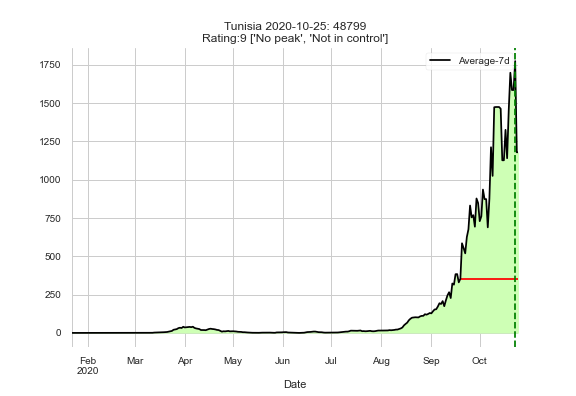 Tunisia 2020-10-25: 48799
Rating:9 ['No peak', 'Not in control']
Average-7d
1750
1500
1250
1000
750
500
250
0
Feb Mar Apr May Jun Jul Aug Sep Oct
2020
Date